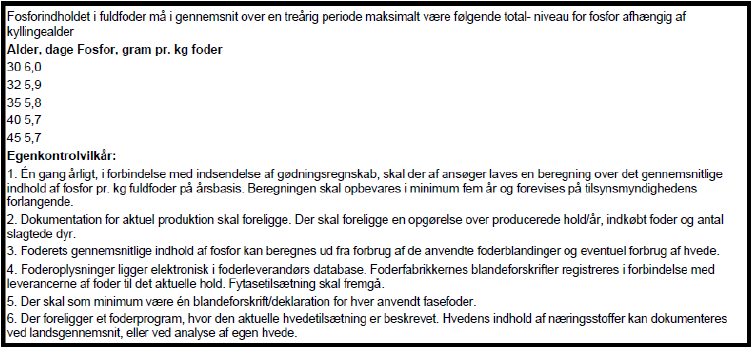 Fosforindholdet i fuldfoder må i gennemsnit over en treårig periode maksimalt være følgende total- niveau for fosfor afhængig af
kyllingealder
Alder, dage Fosfor, gram pr. kg foder
30 6,0
32 5,9
35 5,8
40 5,7
45 5,7
Egenkontrolvilkår:
1. Én gang årligt, i forbindelse med indsendelse af gødningsregnskab, skal der af ansøger laves en beregning over det gennemsnitlige
indhold af fosfor pr. kg fuldfoder på årsbasis. Beregningen skal opbevares i minimum fem år og forevises på tilsynsmyndighedens
forlangende.
2. Dokumentation for aktuel produktion skal foreligge. Der skal foreligge en opgørelse over producerede hold/år, indkøbt foder og antal
slagtede dyr.
3. Foderets gennemsnitlige indhold af fosfor kan beregnes ud fra forbrug af de anvendte foderblandinger og eventuel forbrug af hvede.
4. Foderoplysninger ligger elektronisk i foderleverandørs database. Foderfabrikkernes blandeforskrifter registreres i forbindelse med
leverancerne af foder til det aktuelle hold. Fytasetilsætning skal fremgå.
5. Der skal som minimum være én blandeforskrift/deklaration for hver anvendt fasefoder.
6. Der foreligger et foderprogram, hvor den aktuelle hvedetilsætning er beskrevet. Hvedens indhold af næringsstoffer kan dokumenteres
ved landsgennemsnit, eller ved analyse af egen hvede.